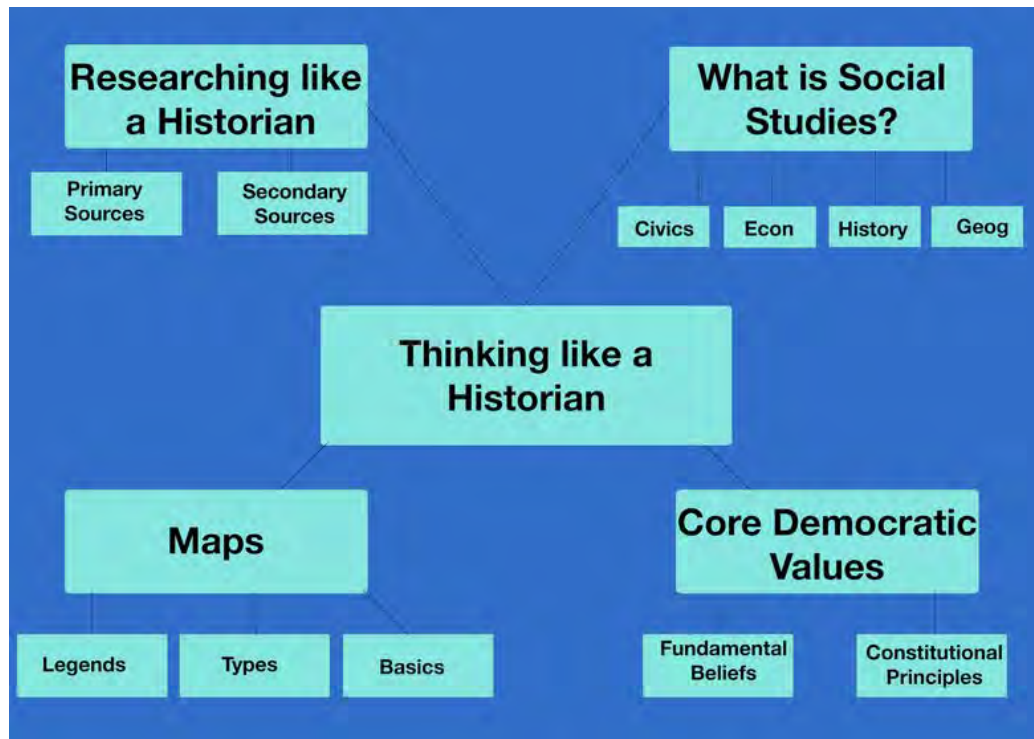 Researching like
a Historian
Primary
Sources
Secondary
Sources
What is Social
Studies?
Civics
Econ
History
Geog
Thinking like a
Historian
Maps
Legends
Types
Basics
Core Democratic
Values
Fundamental
Beliefs
Constitutional
Principles